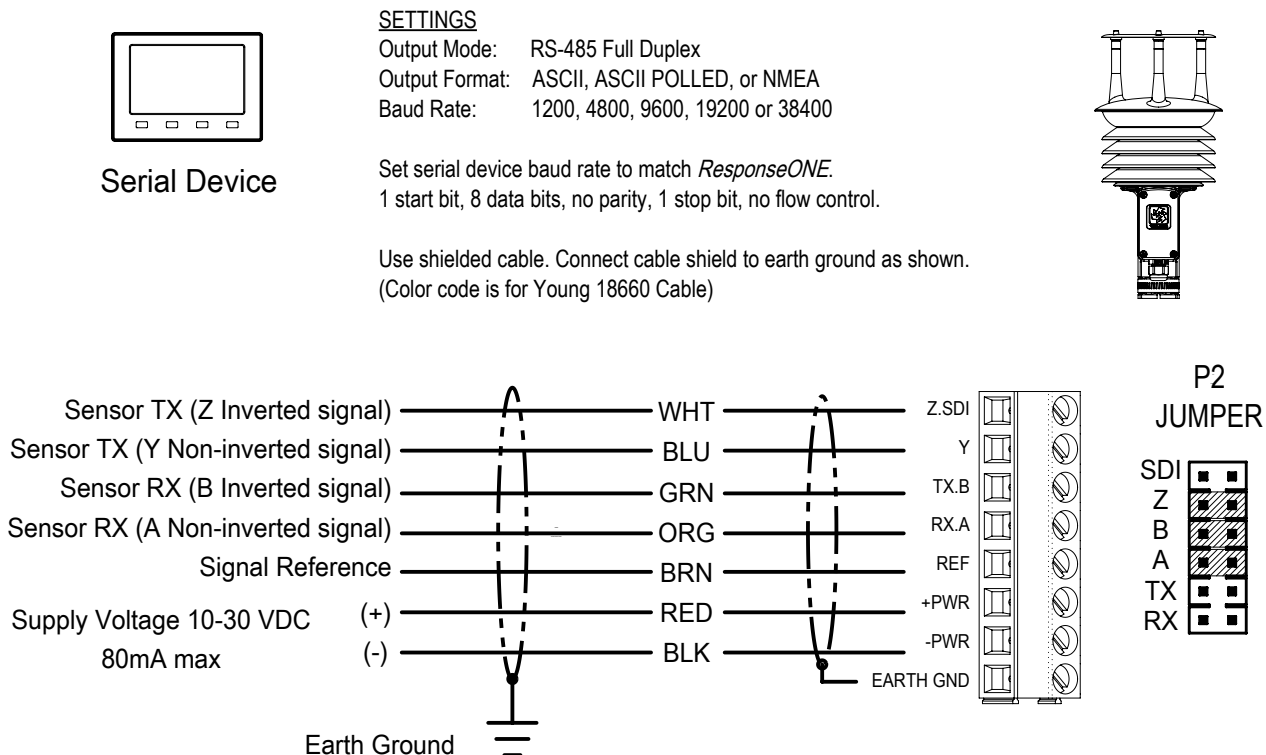 SETTINGS
Output Mode: RS-485 Full Duplex
Output Format: ASCII, ASCII POLLED, or NMEA
Baud Rate: 1200, 4800, 9600, 19200 or 38400
Serial Device
Set serial device baud rate to match ResponseONE.
1 start bit, 8 data bits, no parity, 1 stop bit, no flow control.
Use shielded cable. Connect cable shield to earth ground as shown.
(Color code is for Young 18660 Cable)
Sensor TX (Z Inverted signal) WHT Z.SDI
Sensor TX (Y Non-inverted signal) BLU Y
Sensor RX (B Inverted signal) GRN TX.B
Sensor RX (A Non-inverted signal) ORG RX.A
Signal Reference BRN REF
Supply Voltage 10-30 VDC (+) RED +PWR
80mA max (-) BLK -PWR
EARTH GND
Earth Ground
P2
JUMPER
SDI
Z
B
A
TX
RX